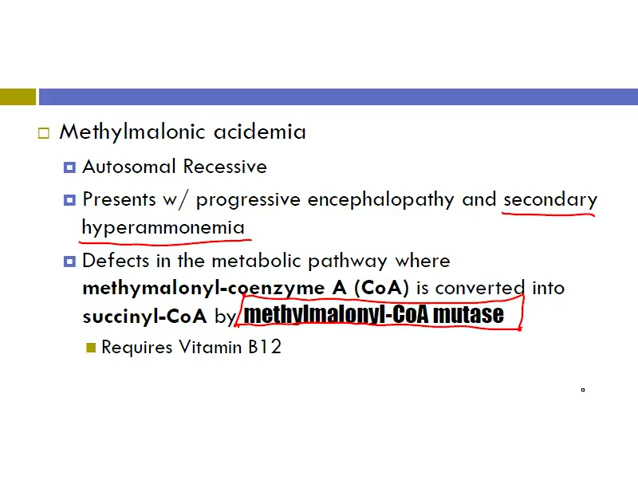 Methylmalonic acidemia
Autosomal Recessive
Presents w/ progressive encephalopathy and secondary
hyperammonemia
Defects in the metabolic pathway where
methymalonyl-coenzyme A (CoA) is converted into
succinyl-CoA by methylmalonyl-CoA mutase
Requires Vitamin B12